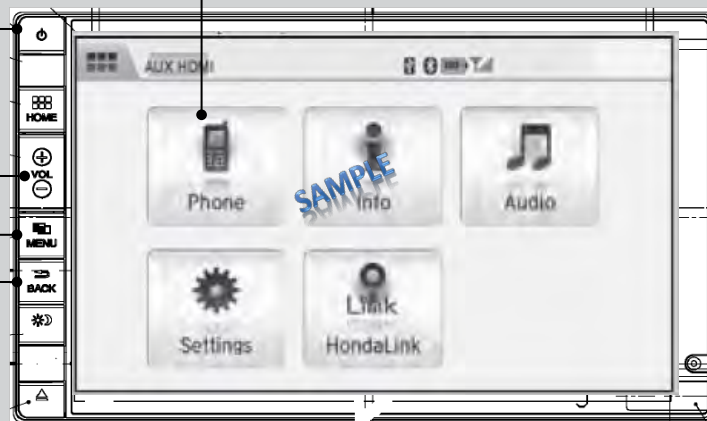 AUX HDMI
HOME
VOL
MENU
BACK
Phone
Info
Audio
SAMPLE
Link
Settings
HondaLink